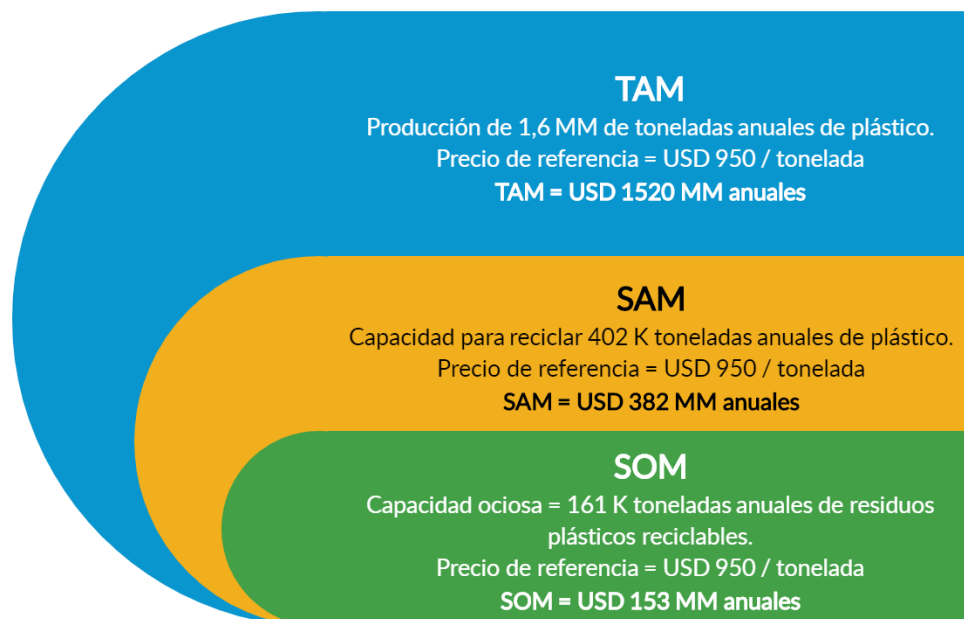 TAM
Producción de 1,6 MM de toneladas anuales de plástico.
Precio de referencia = USD 950 / tonelada
TAM = USD 1520 MM anuales
SAM
Capacidad para reciclar 402 K toneladas anuales de plástico.
Precio de referencia = USD 950 / tonelada
SAM = USD 382 MM anuales
SOM
Capacidad ociosa = 161 K toneladas anuales de residuos
plásticos reciclables.
Precio de referencia = USD 950 / tonelada
SOM = USD 153 MM anuales